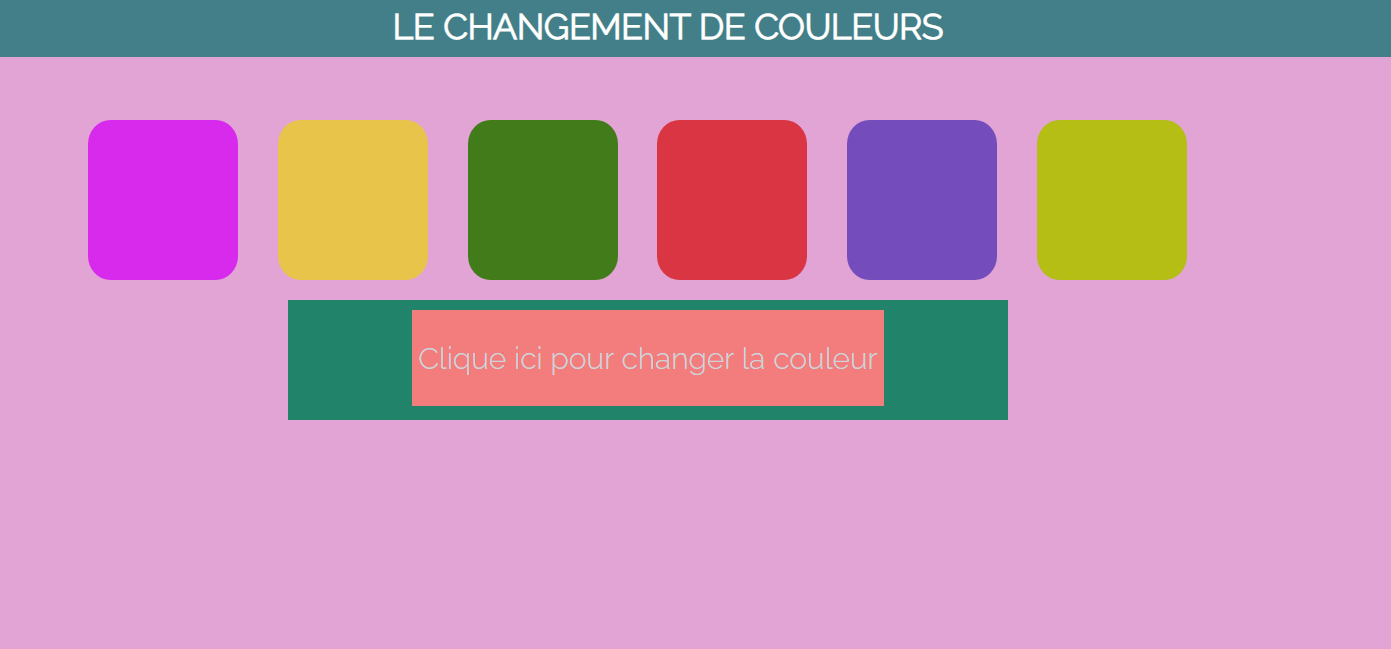 LE CHANGEMENT DE COULEURS
Clique ici pour changer la couleur